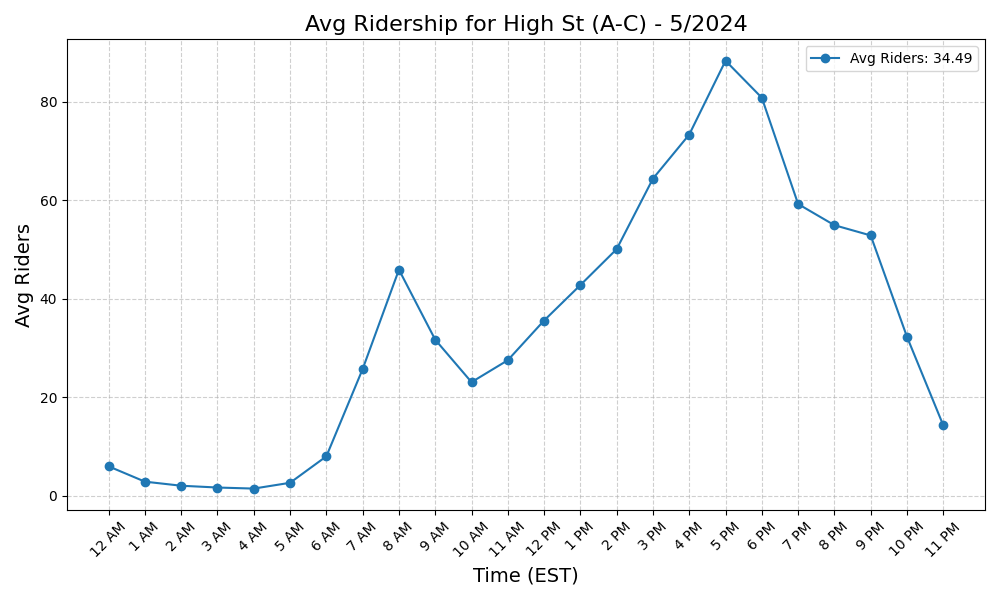 Avg Ridership for High St (A-C) - 5/2024
Avg Riders: 34.49
Avg Riders
80
60
40
20
0
12 AM
1 AM
2 AM
3 AM
4 AM
5 AM
6 AM
7 AM
8 AM
9 AM
10 AM
11 AM
12 PM
1 PM
2 PM
3 PM
4 PM
5 PM
6 PM
7 PM
8 PM
9 PM
10 PM
11 PM
Time (EST)